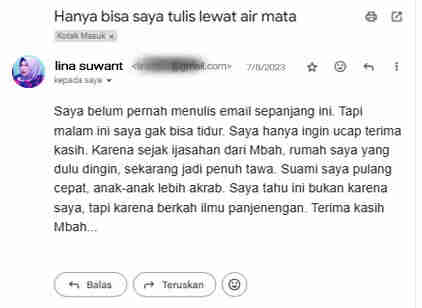 Hanya bisa saya tulis lewat air mata
Kotak Masuk ×
lina suwant @gmail.com> 7/8/2023
kepada saya
Saya belum pernah menulis email sepanjang ini. Tapi
malam ini saya gak bisa tidur. Saya hanya ingin ucap terima
kasih. Karena sejak ijasahan dari Mbah, rumah saya yang
dulu dingin, sekarang jadi penuh tawa. Suami saya pulang
cepat, anak-anak lebih akrab. Saya tahu ini bukan karena
saya, tapi karena berkah ilmu panjenengan. Terima kasih
Mbah...
Balas Teruskan